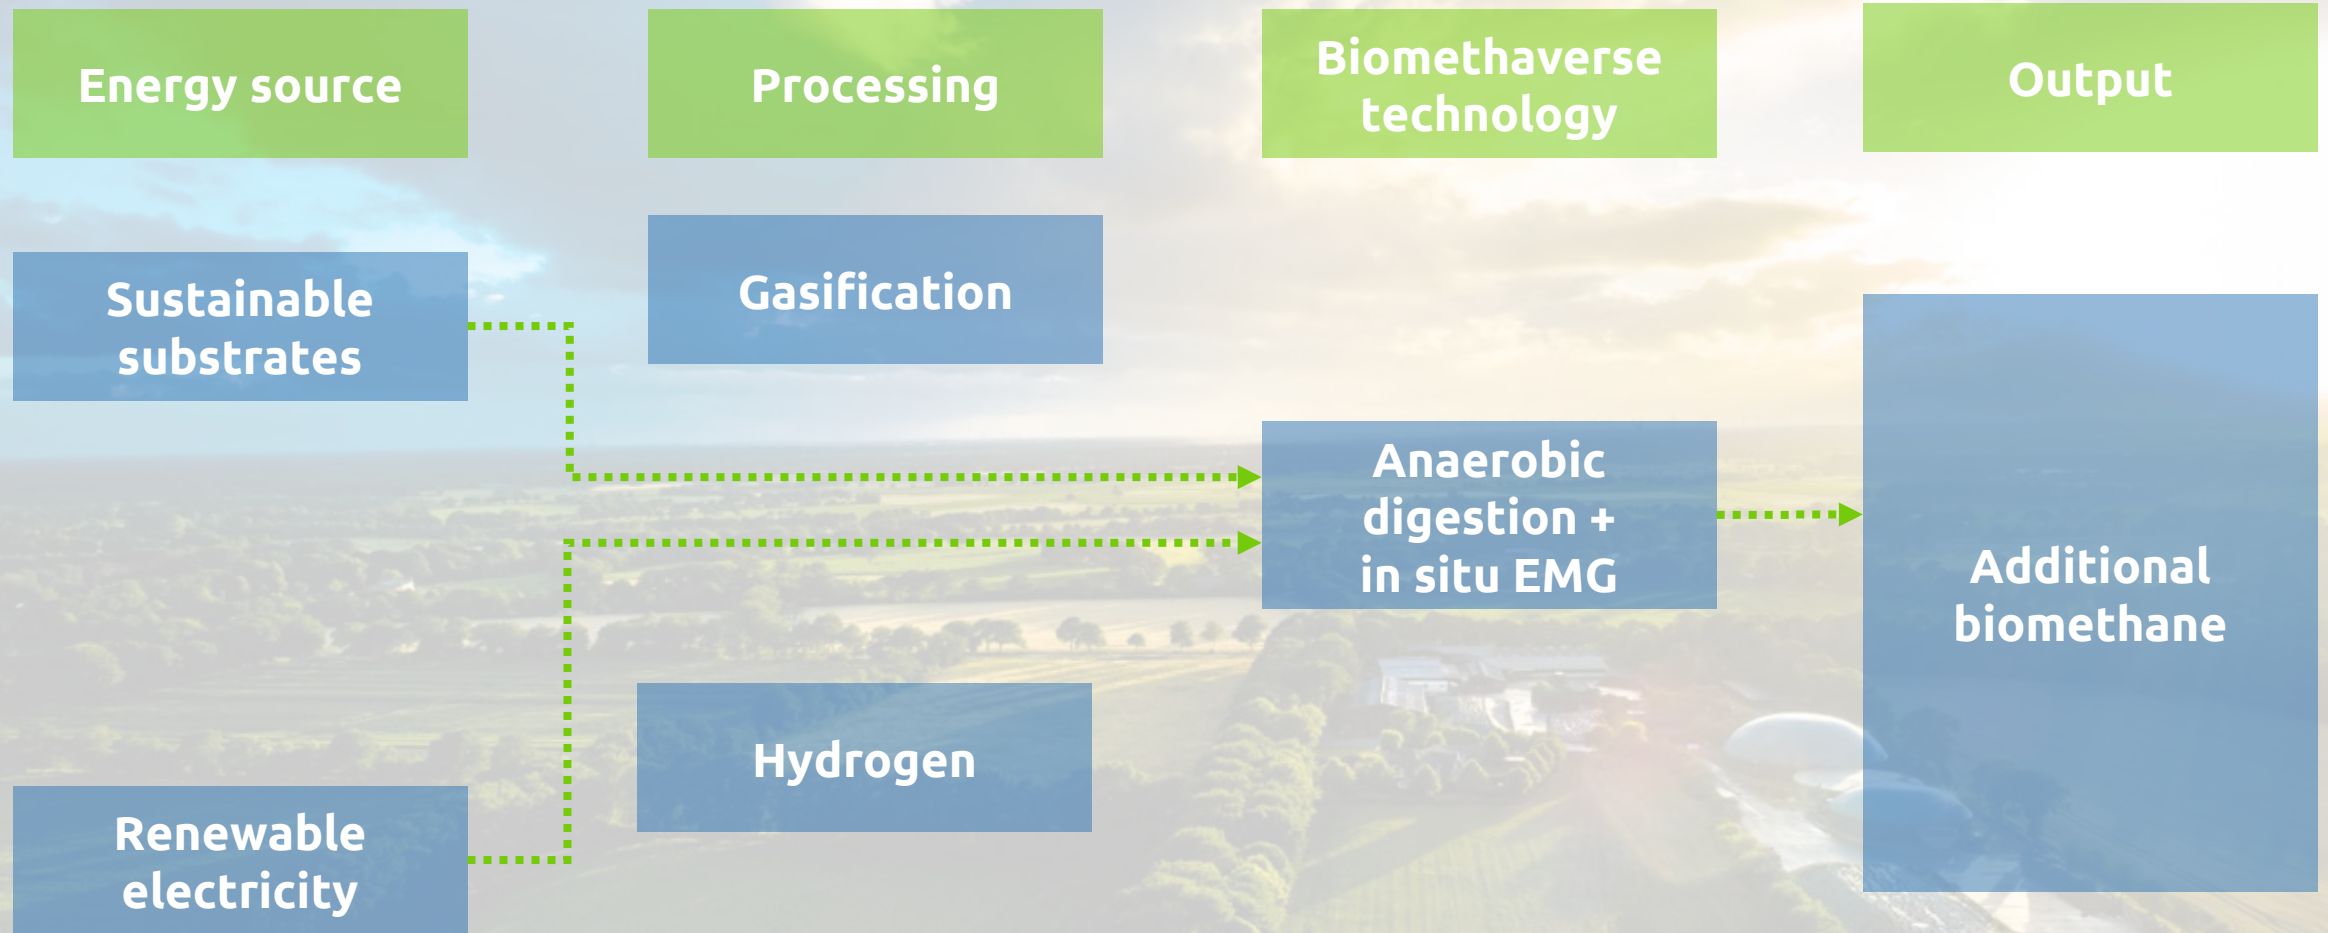 Energy source
Processing
Biomethaverse
technology
Output
Sustainable
substrates
Gasification
Anaerobic
digestion +
in situ EMG
Additional
biomethane
Hydrogen
Renewable
electricity